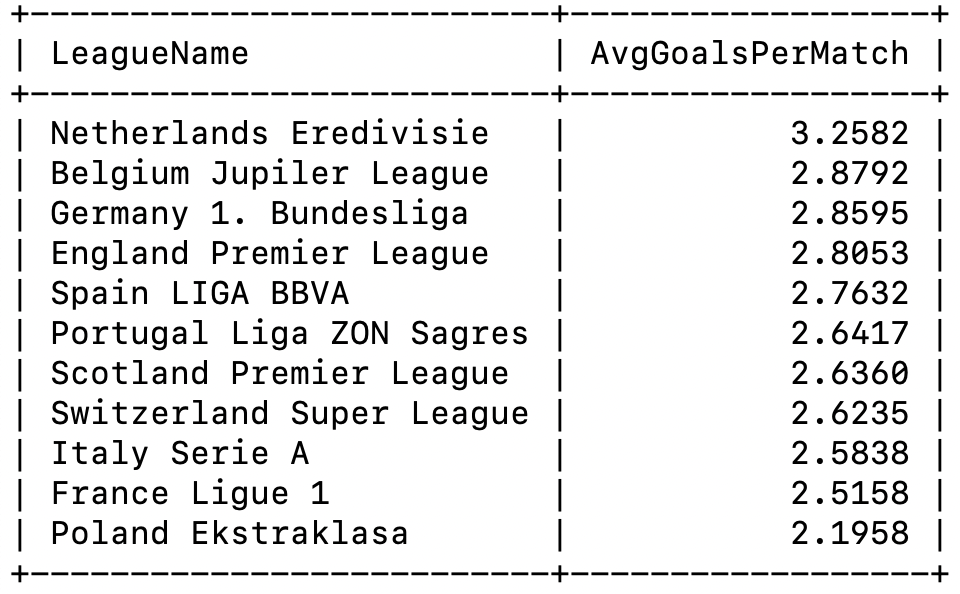 +--------------------------+-------------------+
| LeagueName               | AvgGoalsPerMatch |
+--------------------------+-------------------+
| Netherlands Eredivisie   |           3.2582 |
| Belgium Jupiler League   |           2.8792 |
| Germany 1. Bundesliga    |           2.8595 |
| England Premier League   |           2.8053 |
| Spain LIGA BBVA          |           2.7632 |
| Portugal Liga ZON Sagres |           2.6417 |
| Scotland Premier League  |           2.6360 |
| Switzerland Super League |           2.6235 |
| Italy Serie A            |           2.5838 |
| France Ligue 1           |           2.5158 |
| Poland Ekstraklasa       |           2.1958 |
+--------------------------+-------------------+